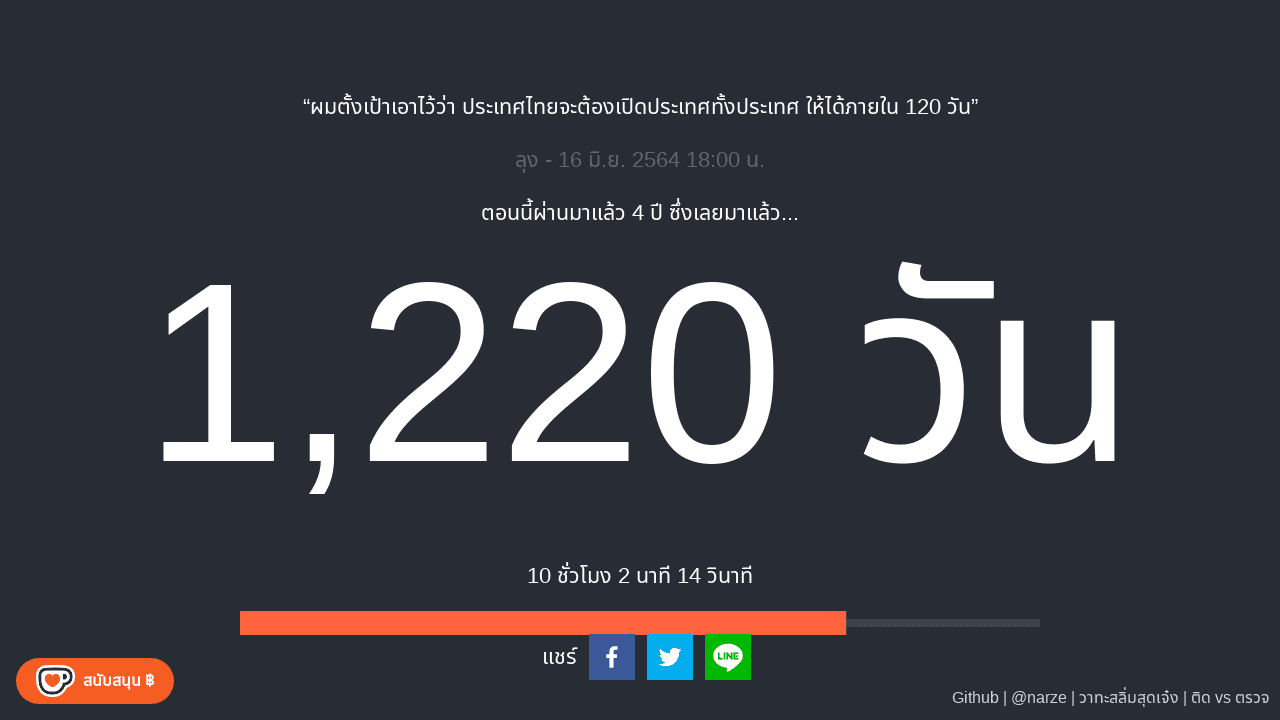 “ผมตั้งเป้าเอาไว้ว่า ประเทศไทยจะต้องเปิดประเทศทั้งประเทศ ให้ได้ภายใน 120 วัน”
ลุง - 16 มิ.ย. 2564 18:00 น.
ตอนนี้ผ่านมาแล้ว 4 ปี ซึ่งเลยมาแล้ว...
1,220 วัน
10 ชั่วโมง 2 นาที 14 วินาที
แชร์
LINE
สนับสนุน ฿
Github | @narze | วาทะสลิ่มสุดเจ๋ง | ติด vs ตรวจ